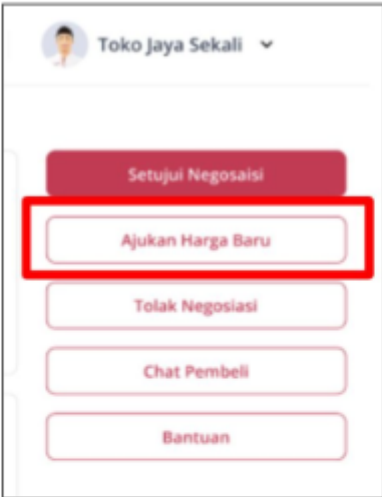 Toko Jaya Sekali
Setujui Negosaisi
Ajukan Harga Baru
Tolak Negosiasi
Chat Pembeli
Bantuan